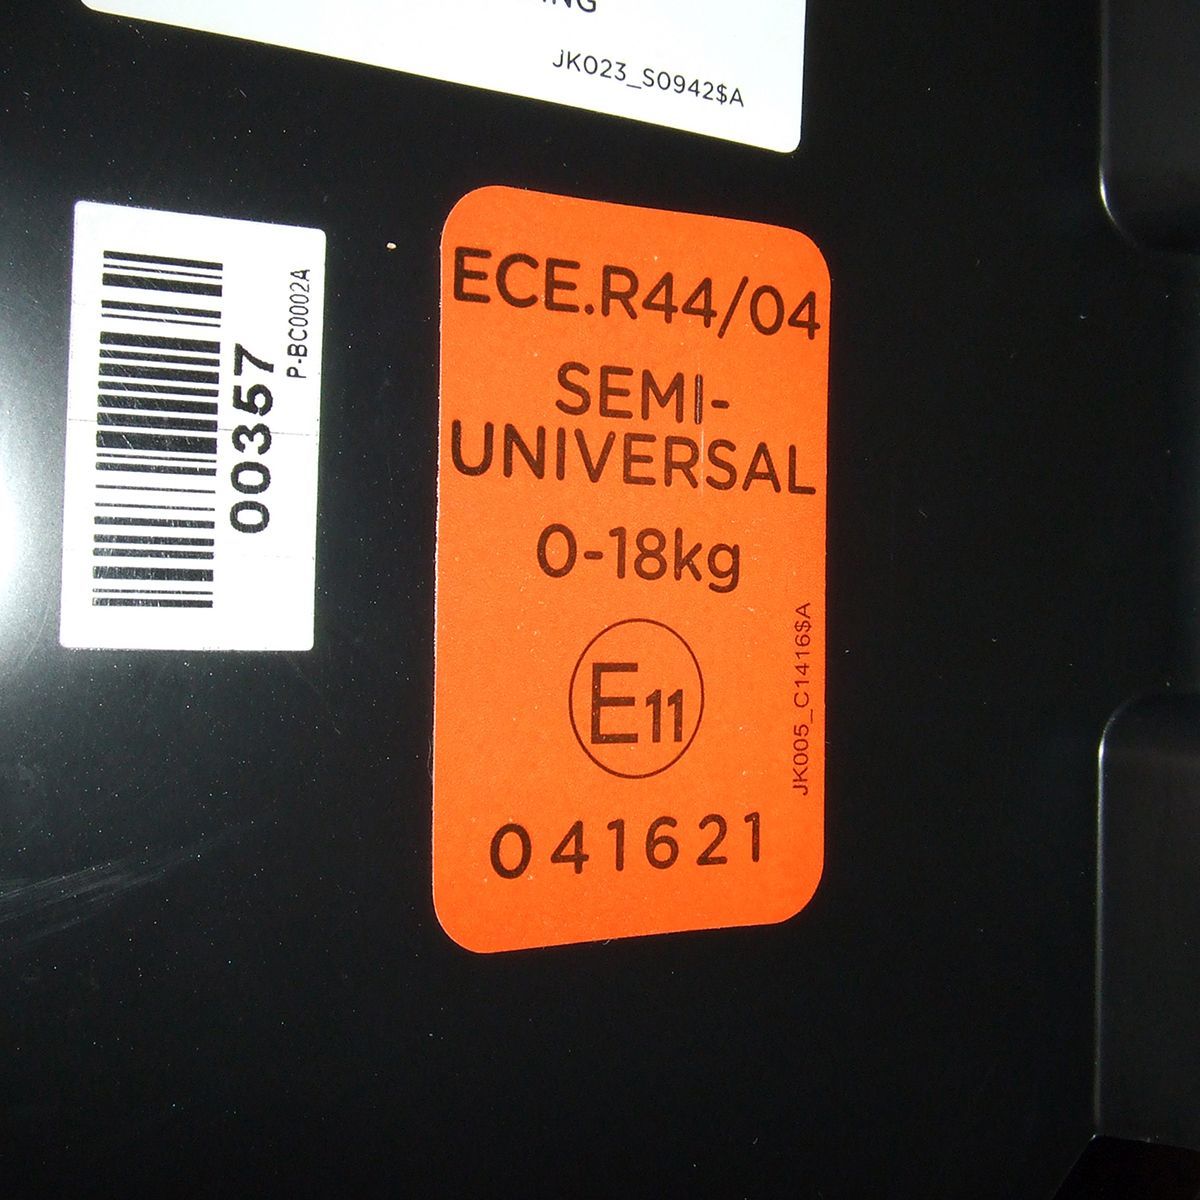 JK023_S0942$A
00357
P-BC0002A
ECE.R44/04
SEMI-
UNIVERSAL
0-18kg
E11
JK005_C1416$A
041621